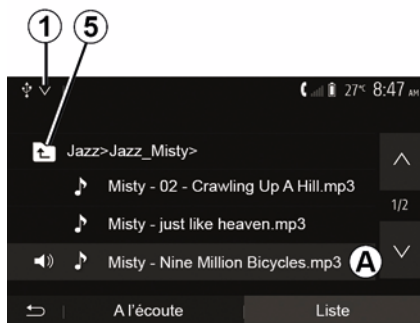 1 5
27°C 8:47 AM
Jazz>Jazz_Misty>
Misty - 02 - Crawling Up A Hill.mp3
1/2
Misty - just like heaven.mp3
Misty - Nine Million Bicycles.mp3 A
A l'écoute Liste